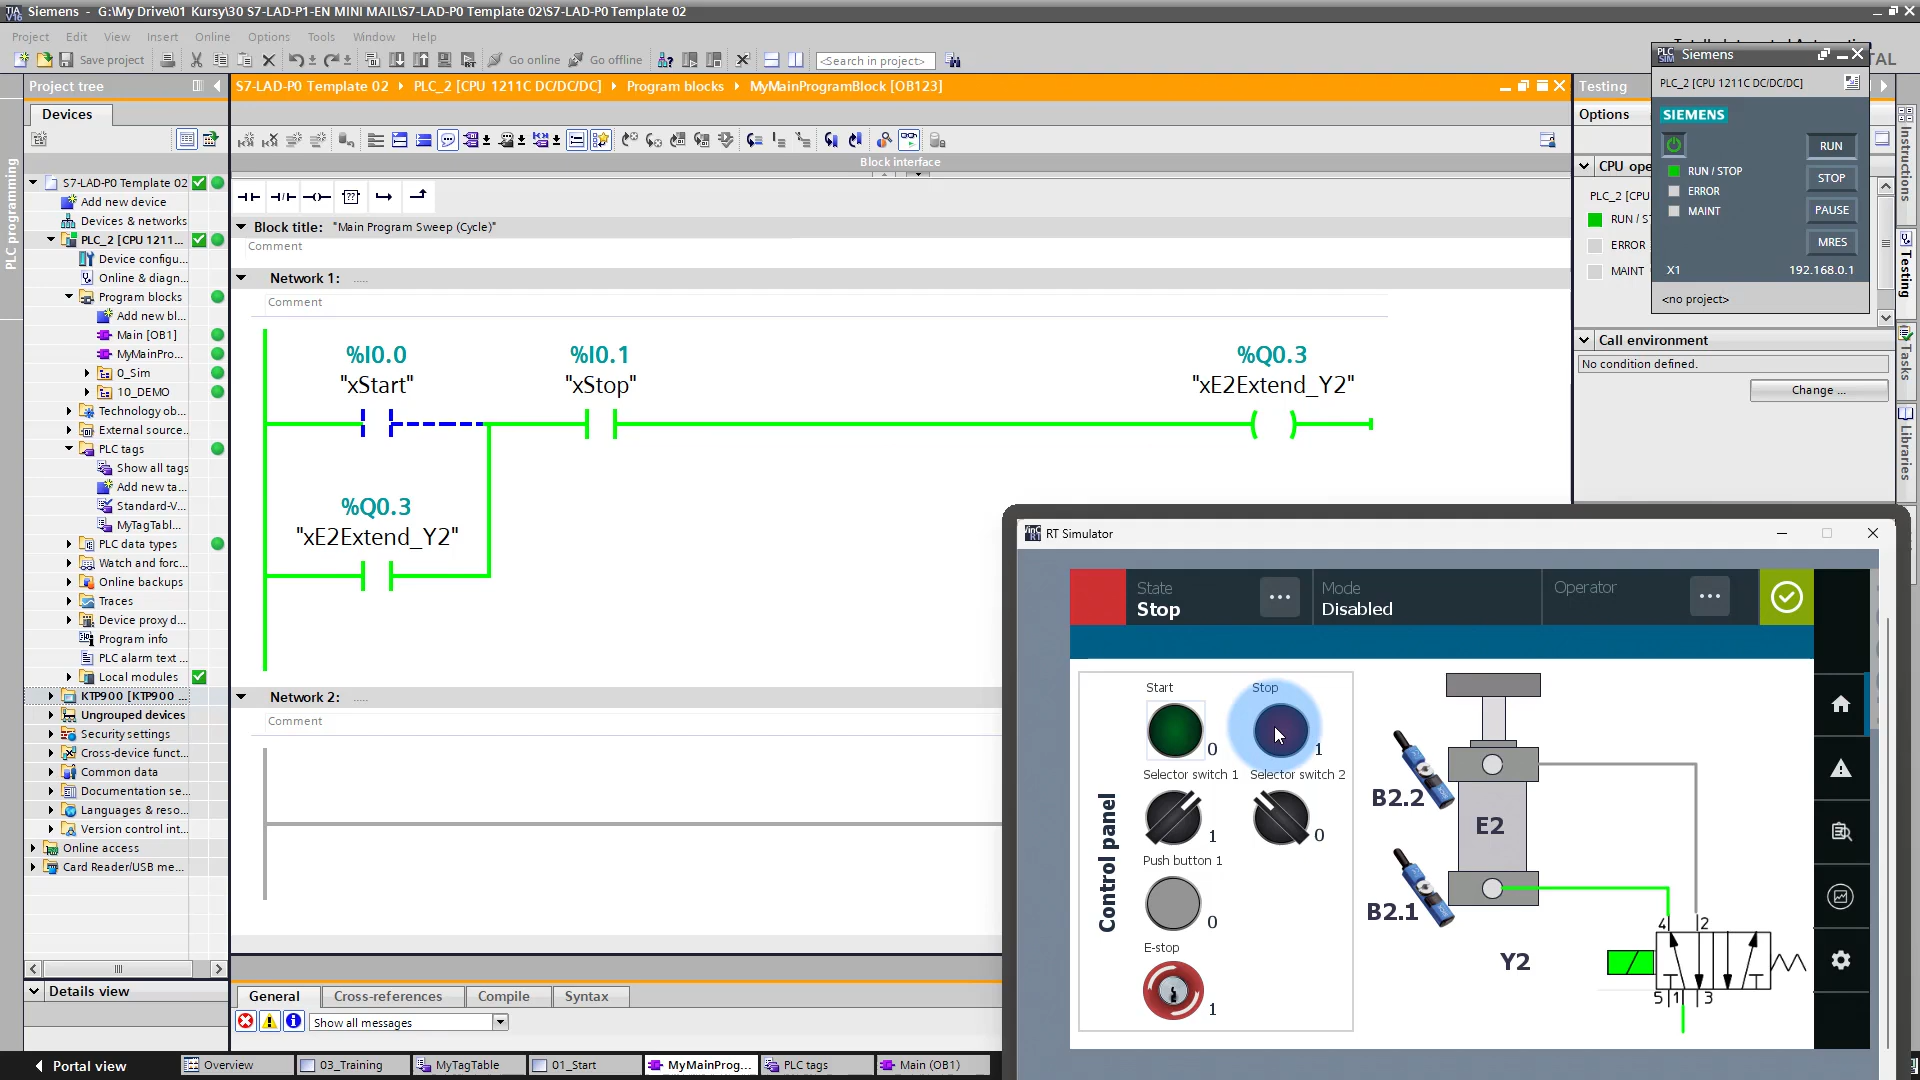 Siemens - G:\My Drive\01 Kursy\30 S7-LAD-P1-EN MINI MAIL\S7-LAD-P0 Template 02\S7-LAD-P0 Template 02
Project Edit View Insert Online Options Tools Window Help
Save project Go online Go offline <Search in project>
PORTAL
Project tree
S7-LAD-P0 Template 02 PLC_2 [CPU 1211C DC/DC/DC] Program blocks MyMainProgramBlock [OB123]
Testing
Devices
Options
PLC programming
Block interface
CPU ope
PLC_2 [CPU
RUN / ST
ERROR
MAINT
Siemens
PLC_2 [CPU 1211C DC/DC/DC]
SIEMENS
RUN
RUN / STOP
STOP
ERROR
MAINT
PAUSE
MRES
X1 192.168.0.1
<no project>
Instructions
Testing
Tasks
Libraries
Call environment
No condition defined.
Change ...
S7-LAD-P0 Template 02
Add new device
Devices & networks
PLC_2 [CPU 1211...
Device configu...
Online & diagn...
Program blocks
Add new bl...
Main [OB1]
MyMainPro...
0_Sim
10_DEMO
Technology ob...
External source...
PLC tags
Show all tags
Add new ta...
Standard-V...
MyTagTabl...
PLC data types
Watch and forc...
Online backups
Traces
Device proxy d...
Program info
PLC alarm text ...
Local modules
KTP900 [KTP900 ...
Ungrouped devices
Security settings
Cross-device funct...
Common data
Documentation se...
Languages & reso...
Version control int...
Online access
Card Reader/USB me...
Details view
Block title: "Main Program Sweep (Cycle)"
Comment
Network 1: .....
Comment
%I0.0
"xStart"
%I0.1
"xStop"
%Q0.3
"xE2Extend_Y2"
%Q0.3
"xE2Extend_Y2"
Network 2: .....
Comment
General Cross-references Compile Syntax
Show all messages
RT Simulator
State
Stop
...
Mode
Disabled
Operator
...
Control panel
Start
0
Stop
1
Selector switch 1
1
Selector switch 2
0
Push button 1
0
E-stop
1
B2.2
E2
B2.1
Y2
4 2
5 1 3
Portal view Overview 03_Training MyTagTable 01_Start MyMainProg... PLC tags Main (OB1)